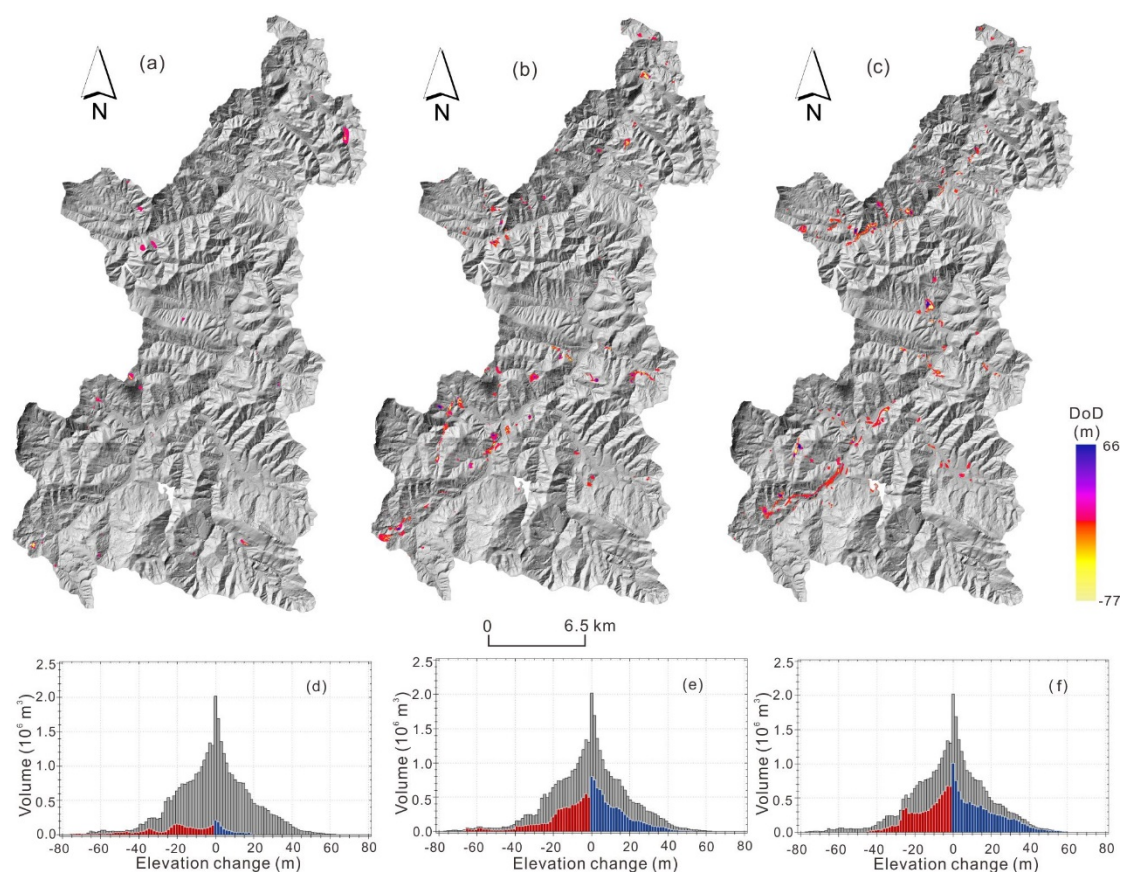 (a)
N
(b)
N
(c)
N
DoD
(m)
66
-77
0 6.5 km
2.5
2.0
1.5
1.0
0.5
0.0
Volume (10⁶ m³)
(d)
-80 -60 -40 -20 0 20 40 60 80
Elevation change (m)
2.5
2.0
1.5
1.0
0.5
0.0
Volume (10⁶ m³)
(e)
-80 -60 -40 -20 0 20 40 60 80
Elevation change (m)
2.5
2.0
1.5
1.0
0.5
0.0
Volume (10⁶ m³)
(f)
-80 -60 -40 -20 0 20 40 60 80
Elevation change (m)